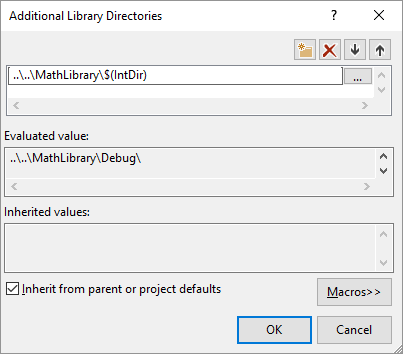 Additional Library Directories
? ×
..\..\MathLibrary\$(IntDir)
...
Evaluated value:
..\..\MathLibrary\Debug\
Inherited values:
Inherit from parent or project defaults
Macros>>
OK
Cancel